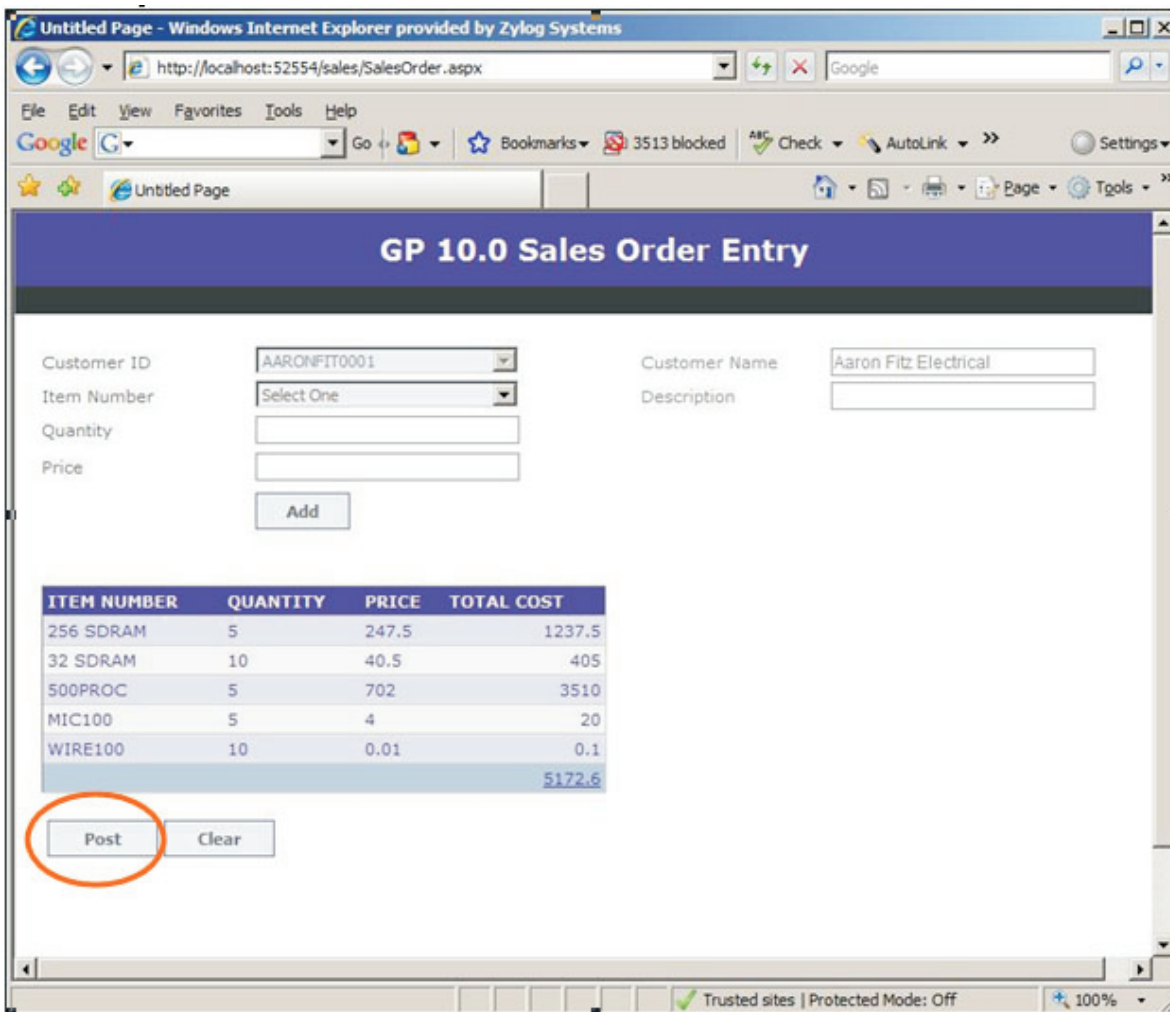 Untitled Page - Windows Internet Explorer provided by Zylog Systems
http://localhost:52554/sales/SalesOrder.aspx Google
File Edit View Favorites Tools Help
Google G Go Bookmarks 3513 blocked ABC Check AutoLink >> Settings
Untitled Page Page Tools >>
GP 10.0 Sales Order Entry
Customer ID AARONFIT0001 Customer Name Aaron Fitz Electrical
Item Number Select One Description
Quantity
Price
Add
ITEM NUMBER QUANTITY PRICE TOTAL COST
256 SDRAM 5 247.5 1237.5
32 SDRAM 10 40.5 405
500PROC 5 702 3510
MIC100 5 4 20
WIRE100 10 0.01 0.1
5172.6
Post Clear
Trusted sites | Protected Mode: Off 100%